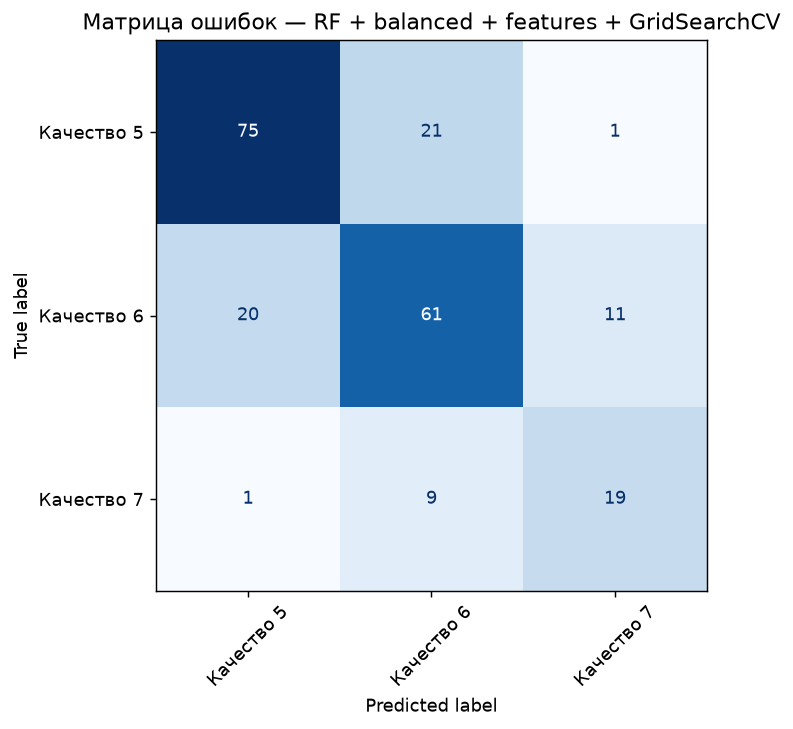 Матрица ошибок — RF + balanced + features + GridSearchCV
True label
Качество 5
75 21 1
Качество 6
20 61 11
Качество 7
1 9 19
Качество 5 Качество 6 Качество 7
Predicted label